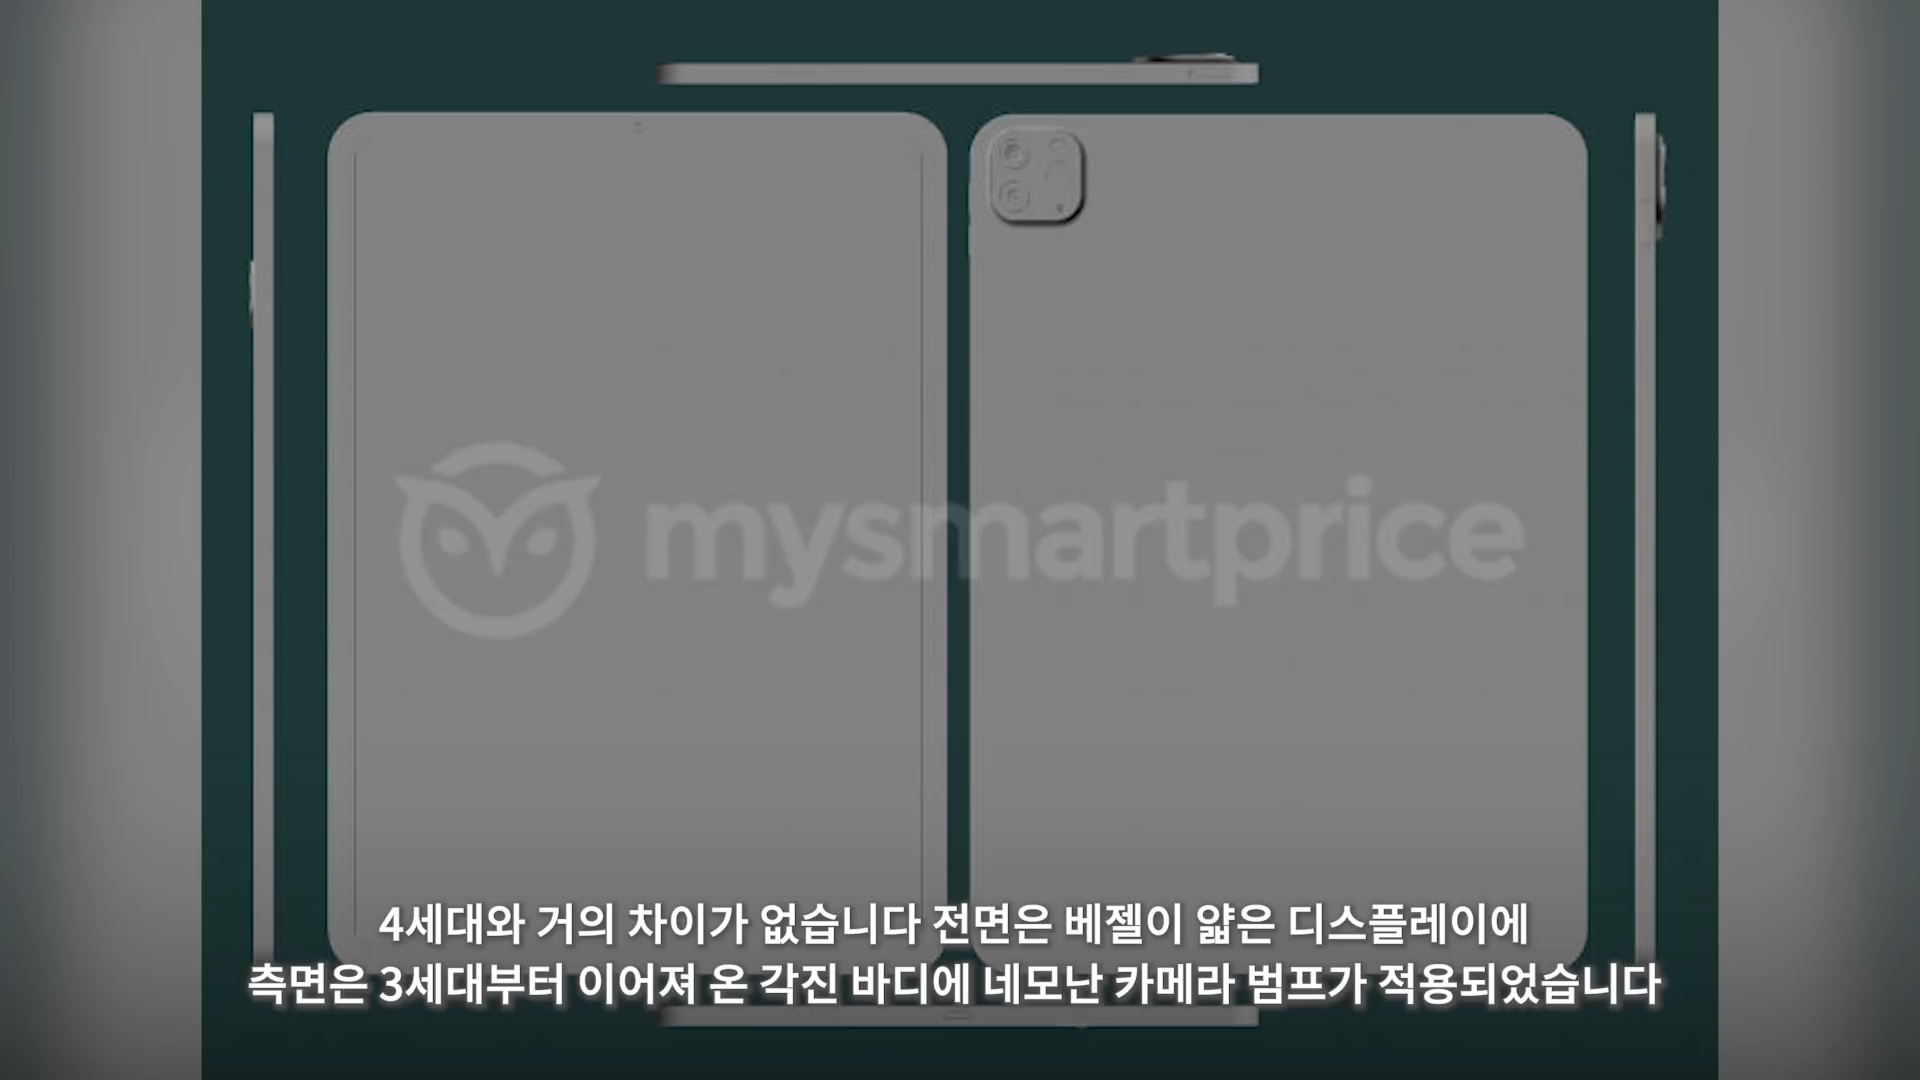 mysmartprice
4세대와 거의 차이가 없습니다 전면은 베젤이 얇은 디스플레이에
측면은 3세대부터 이어져 온 각진 바디에 네모난 카메라 범프가 적용되었습니다